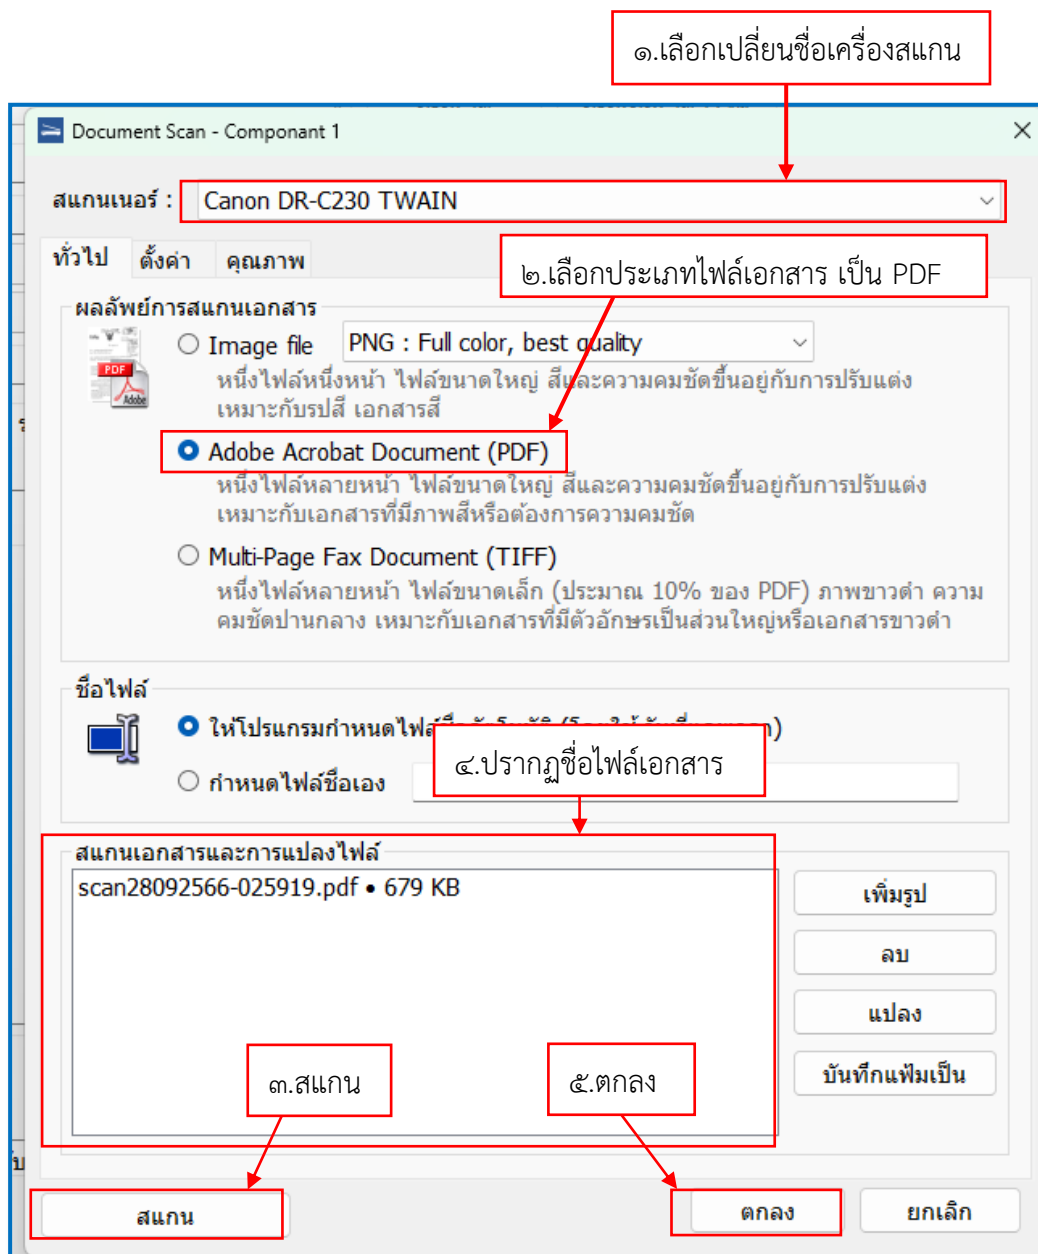 ๑.เลือกเปลี่ยนชื่อเครื่องสแกน
Document Scan - Componant 1
สแกนเนอร์ : Canon DR-C230 TWAIN
ทั่วไป ตั้งค่า คุณภาพ
๒.เลือกประเภทไฟล์เอกสาร เป็น PDF
ผลลัพย์การสแกนเอกสาร
Image file PNG : Full color, best quality
หนึ่งไฟล์หนึ่งหน้า ไฟล์ขนาดใหญ่ สีและความคมชัดขึ้นอยู่กับการปรับแต่ง
เหมาะกับรูปสี เอกสารสี
PDF
Adobe
Adobe Acrobat Document (PDF)
หนึ่งไฟล์หลายหน้า ไฟล์ขนาดใหญ่ สีและความคมชัดขึ้นอยู่กับการปรับแต่ง
เหมาะกับเอกสารที่มีภาพสีหรือต้องการความคมชัด
Multi-Page Fax Document (TIFF)
หนึ่งไฟล์หลายหน้า ไฟล์ขนาดเล็ก (ประมาณ 10% ของ PDF) ภาพขาวดำ ความ
คมชัดปานกลาง เหมาะกับเอกสารที่มีตัวอักษรเป็นส่วนใหญ่หรือเอกสารขาวดำ
ชื่อไฟล์
ให้โปรแกรมกำหนดไฟล์
๔.ปรากฏชื่อไฟล์เอกสาร
กำหนดไฟล์ชื่อเอง
สแกนเอกสารและการแปลงไฟล์
scan28092566-025919.pdf • 679 KB
เพิ่มรูป
ลบ
แปลง
บันทึกแฟ้มเป็น
๓.สแกน
๕.ตกลง
สแกน ตกลง ยกเลิก